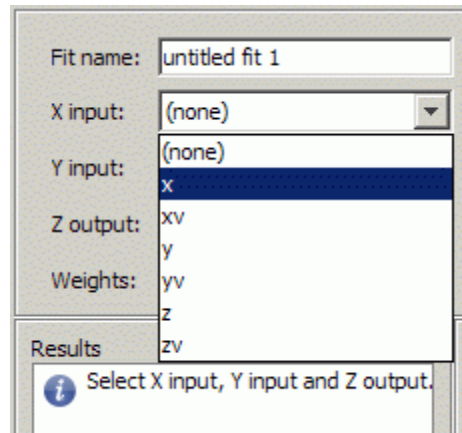 Fit name: untitled fit 1
X input: (none)
(none)
Y input:
x
Z output: xv
y
Weights: yv
z
Results zv
Select X input, Y input and Z output.